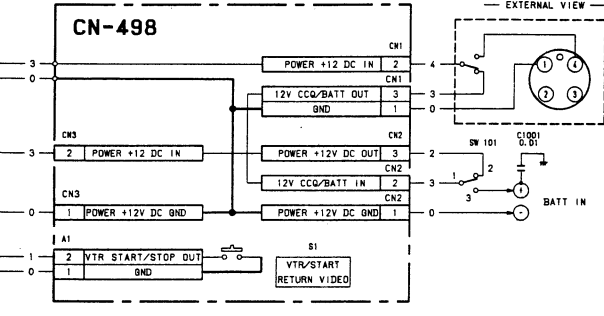 — EXTERNAL VIEW —
CN-498
CN1
3 POWER +12 DC IN 2 4
0
CN1
12V CCQ/BATT OUT 3 3
GND 1 0
1 4
2 3
CN3
3 2 POWER +12 DC IN
CN2
POWER +12V DC OUT 3 2
CN2
12V CCQ/BATT IN 2 3
CN3
0 1 POWER +12V DC GND
CN2
POWER +12V DC GND 1 0
SW 101
1 2
3
C1001
0.01
+
-
BATT IN
A1
1 2 VTR START/STOP OUT
0 1 GND
S1
VTR/START
RETURN VIDEO